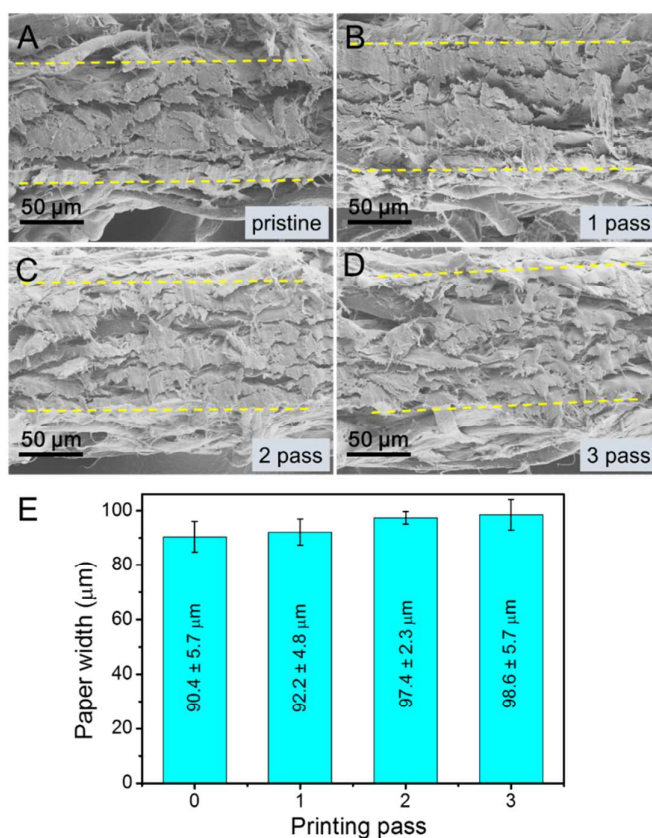 A
B
50 µm
pristine
50 µm
1 pass
C
D
50 µm
2 pass
50 µm
3 pass
E
Paper width (µm)
100
80
60
40
20
0
90.4 ± 5.7 µm
92.2 ± 4.8 µm
97.4 ± 2.3 µm
98.6 ± 5.7 µm
0
1
2
3
Printing pass